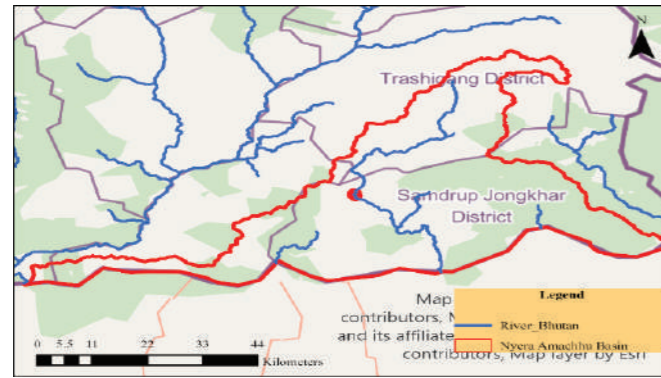 Trashigang District
Samdrup Jongkhar
District
Map
contributors, M
and its affiliate
contributors, Map layer by Esri
Legend
River_Bhutan
Nyera Amachhu Basin
0 5.5 11 22 33 44
Kilometers